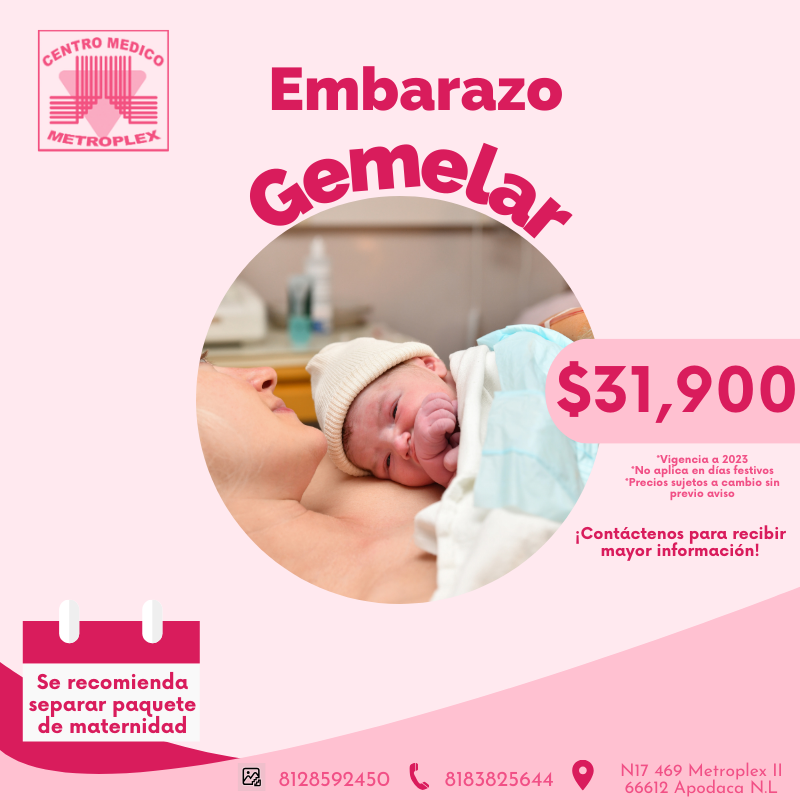 CENTRO MEDICO
METROPLEX
Embarazo
Gemelar
$31,900
*Vigencia a 2023
*No aplica en días festivos
*Precios sujetos a cambio sin
previo aviso
¡Contáctenos para recibir
mayor información!
Se recomienda
separar paquete
de maternidad
8128592450
8183825644
N17 469 Metroplex ll
66612 Apodaca N.L